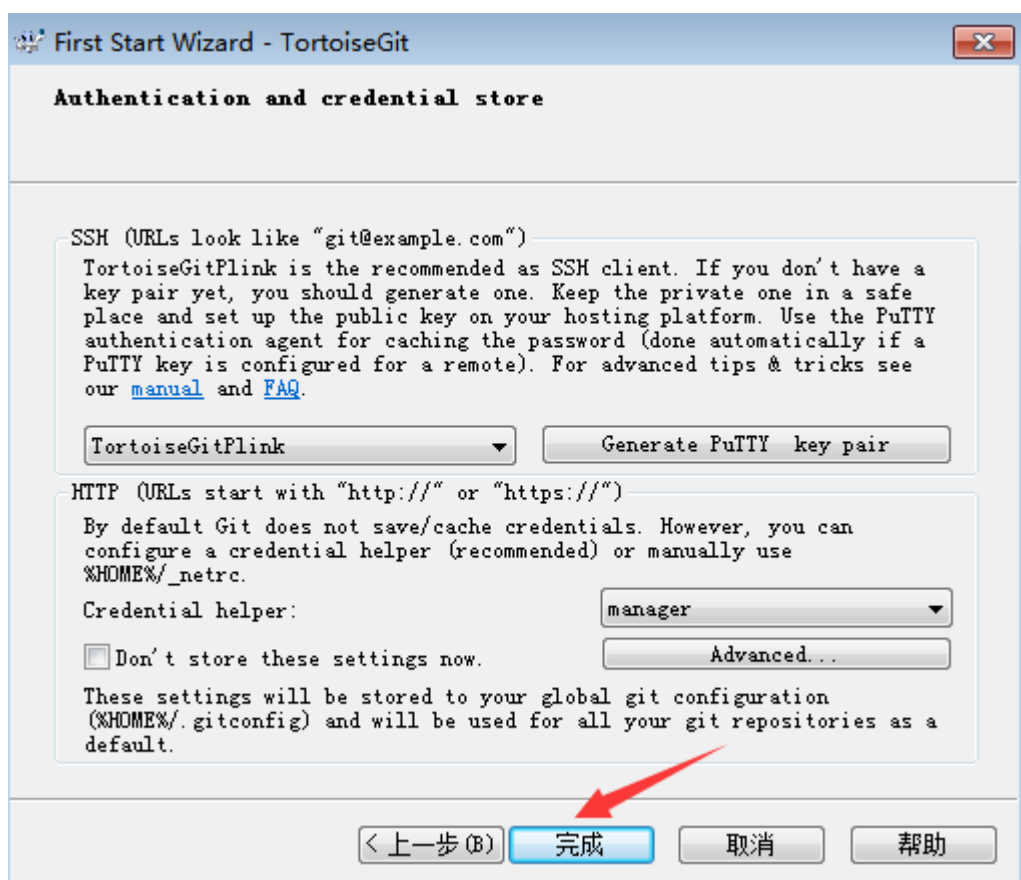 First Start Wizard - TortoiseGit
Authentication and credential store
SSH (URLs look like "git@example.com")
TortoiseGitPlink is the recommended as SSH client. If you don't have a
key pair yet, you should generate one. Keep the private one in a safe
place and set up the public key on your hosting platform. Use the PuTTY
authentication agent for caching the password (done automatically if a
PuTTY key is configured for a remote). For advanced tips & tricks see
our manual and FAQ.
TortoiseGitPlink
Generate PuTTY key pair
HTTP (URLs start with "http://" or "https://")
By default Git does not save/cache credentials. However, you can
configure a credential helper (recommended) or manually use
%HOME%/_netrc.
Credential helper:
manager
Don't store these settings now.
Advanced...
These settings will be stored to your global git configuration
(%HOME%/.gitconfig) and will be used for all your git repositories as a
default.
< 上一步(B)
完成
取消
帮助